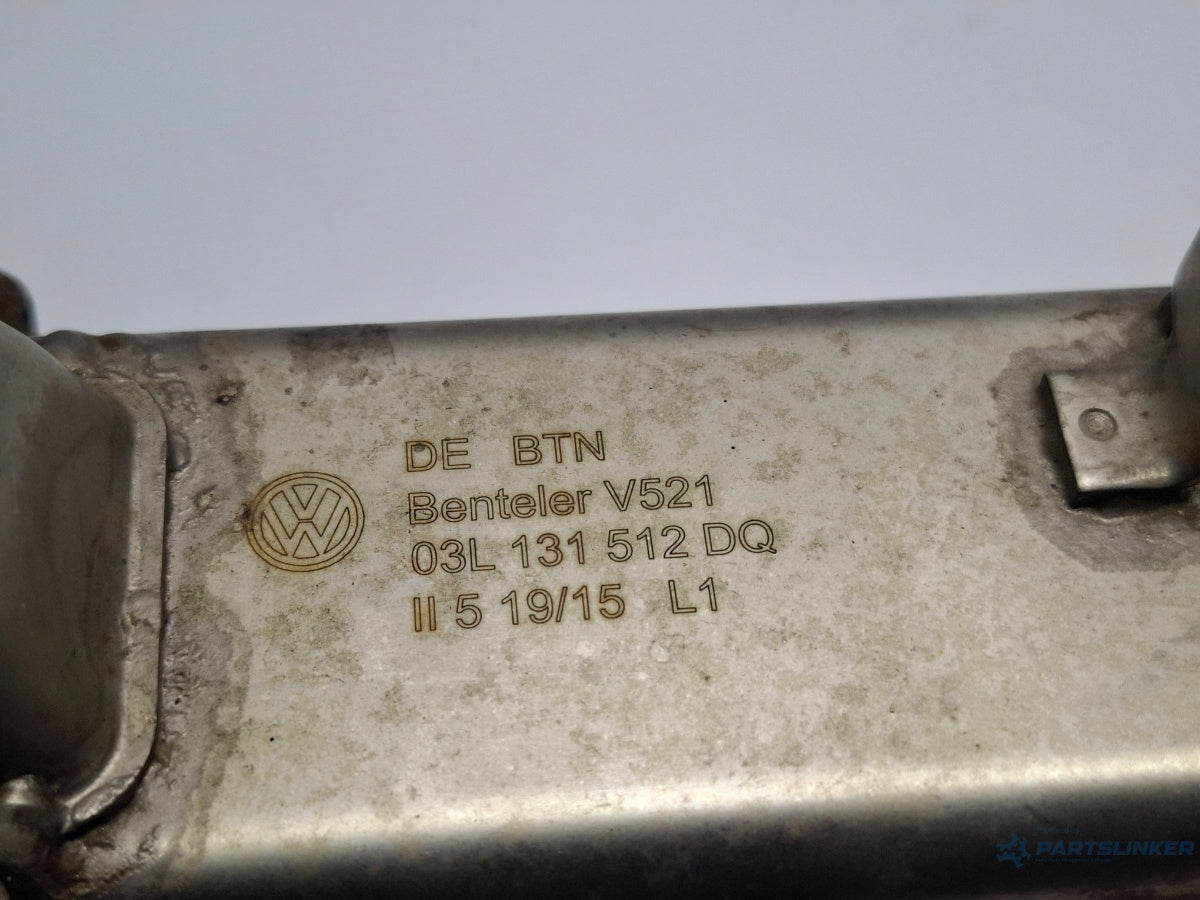 DE BTN
Benteler V521
03L 131 512 DQ
II 5 19/15 L1
PARTSLINKER